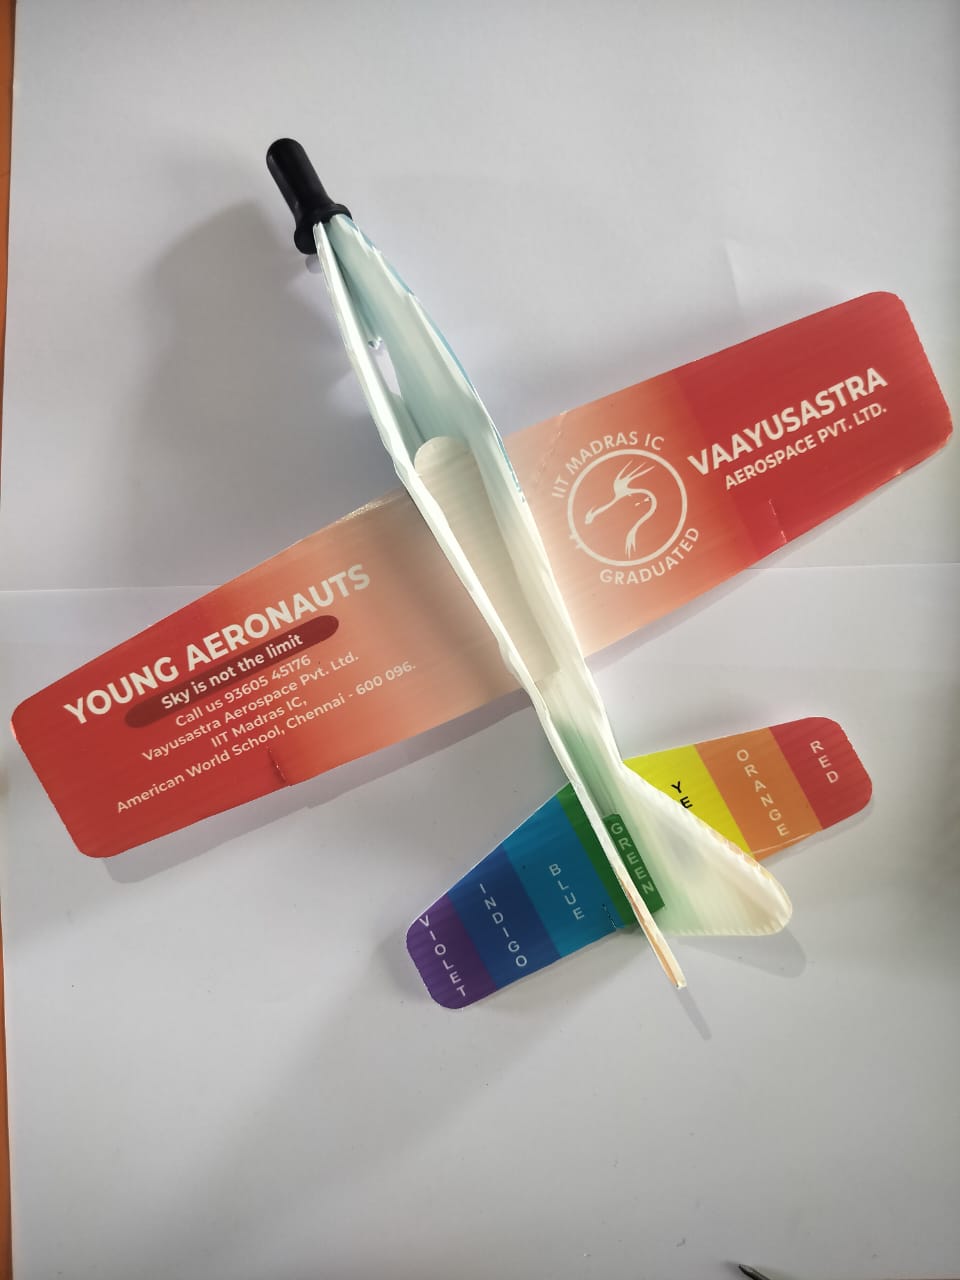 YOUNG AERONAUTS
Sky is not the limit
Call us 93605 45176
Vayusastra Aerospace Pvt. Ltd.
IIT Madras IC,
American World School, Chennai - 600 096.
IIT MADRAS IC
GRADUATED
VAAYUSASTRA
AEROSPACE PVT. LTD.
VIOLET
INDIGO
BLUE
GREEN
YE
ORANGE
RED